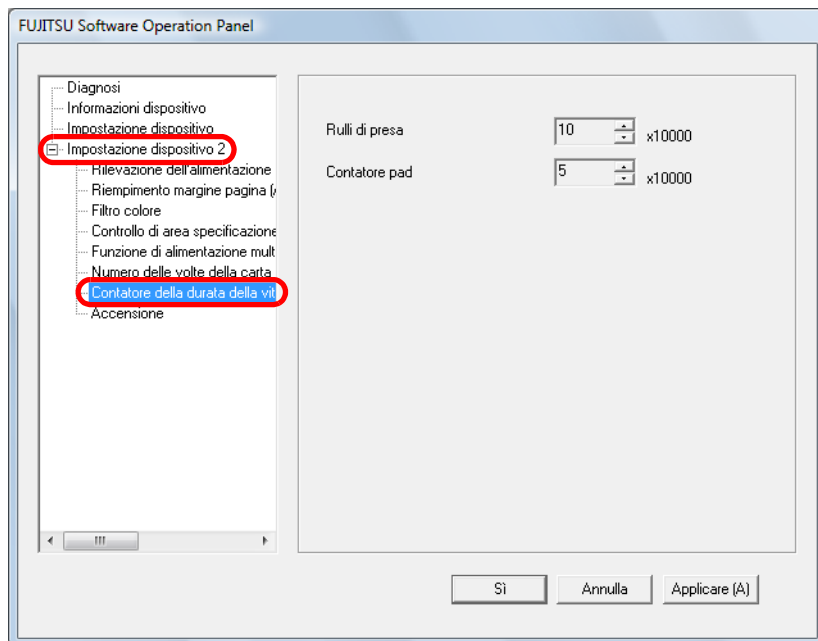 FUJITSU Software Operation Panel
Diagnosi
Informazioni dispositivo
Impostazione dispositivo
Impostazione dispositivo 2
Rilevazione dell'alimentazione
Riempimento margine pagina (
Filtro colore
Controllo di area specificazione
Funzione di alimentazione mult
Numero delle volte della carta
Contatore della durata della vit
Accensione
Rulli di presa 10 x10000
Contatore pad 5 x10000
Sì Annulla Applicare (A)